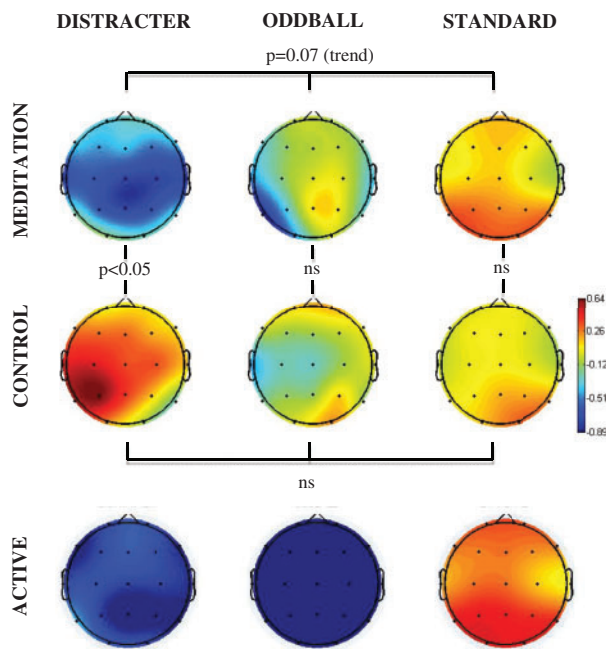 DISTRACTER ODDBALL STANDARD
p=0.07 (trend)
MEDITATION
p<0.05 ns ns
CONTROL
0.64
0.26
-0.12
-0.51
-0.89
ns
ACTIVE